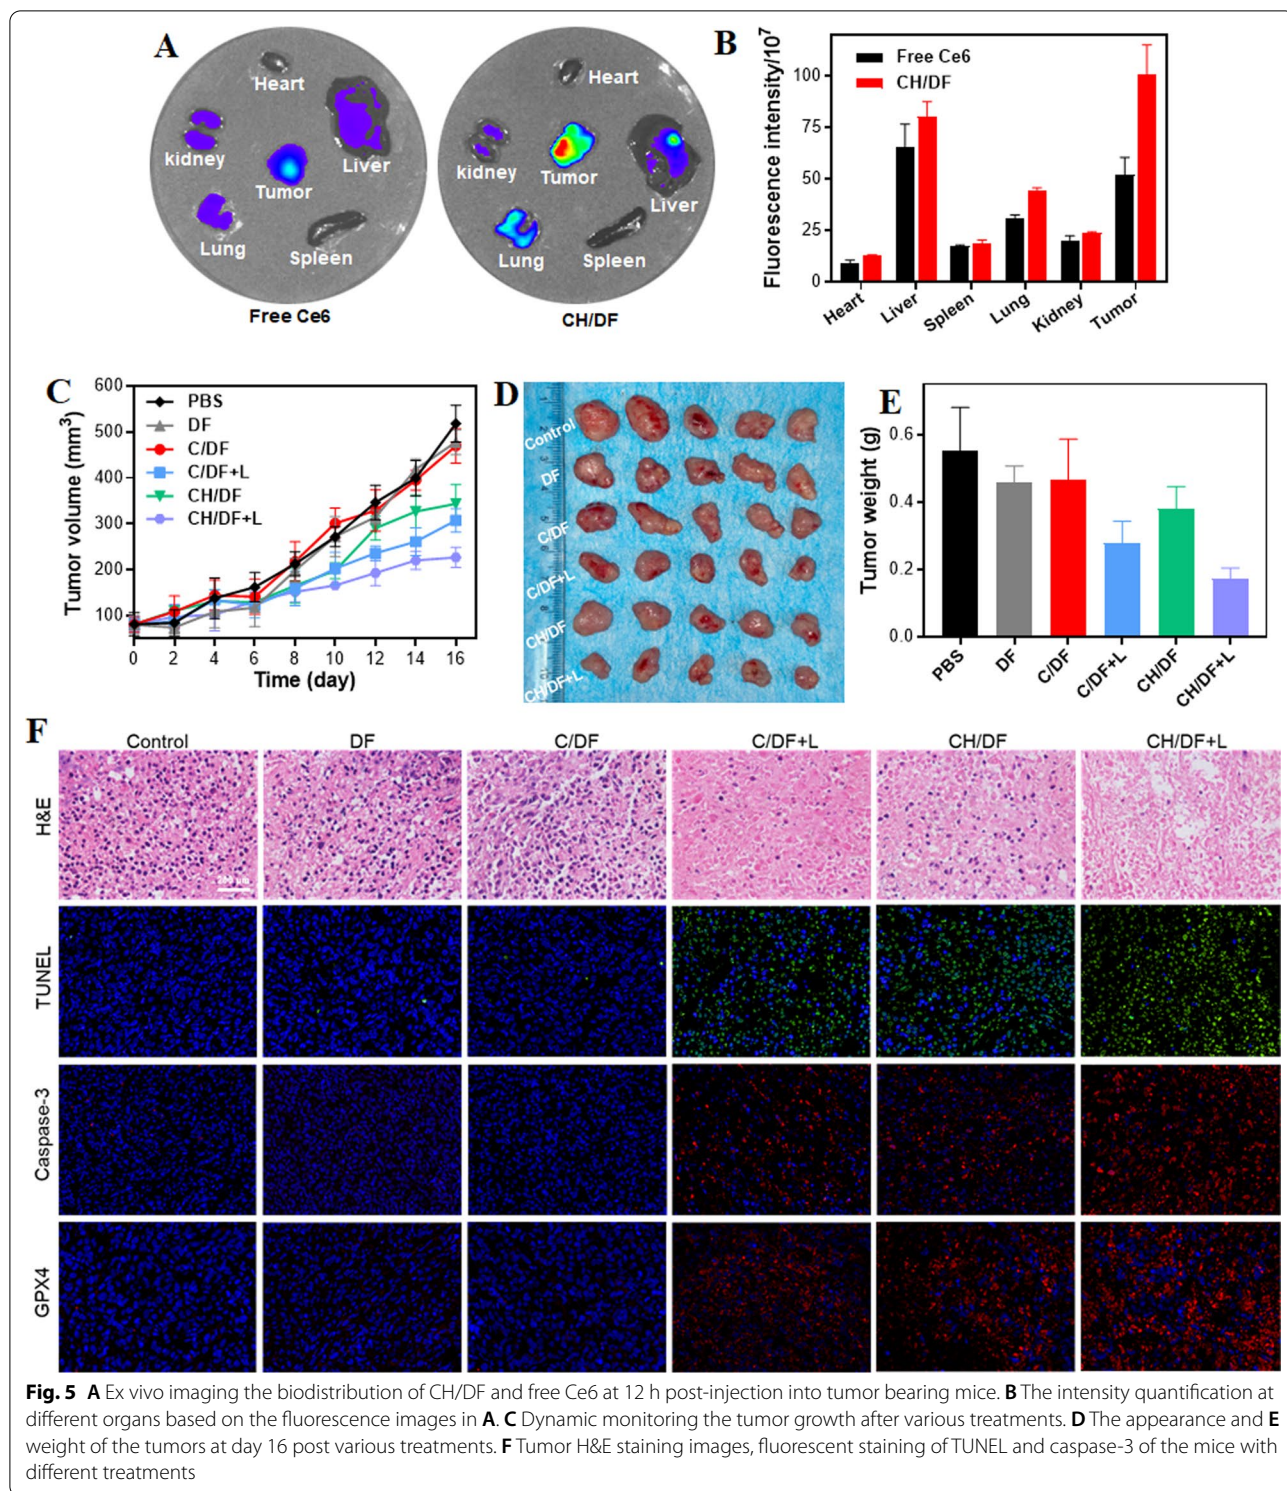 A
Heart
kidney
Tumor
Liver
Lung
Spleen
Free Ce6
Heart
kidney
Tumor
Liver
Lung
Spleen
CH/DF
B
Fluorescence intensity/10⁷
100
75
50
25
0
Free Ce6
CH/DF
Heart
Liver
Spleen
Lung
Kidney
Tumor
C
Tumor volume (mm³)
600
500
400
300
200
100
PBS
DF
C/DF
C/DF+L
CH/DF
CH/DF+L
0 2 4 6 8 10 12 14 16
Time (day)
D
Control
DF
C/DF
C/DF+L
CH/DF
CH/DF+L
E
Tumor weight (g)
0.6
0.4
0.2
0.0
PBS
DF
C/DF
C/DF+L
CH/DF
CH/DF+L
F
Control DF C/DF C/DF+L CH/DF CH/DF+L
H&E
TUNEL
Caspase-3
GPX4
Fig. 5 A Ex vivo imaging the biodistribution of CH/DF and free Ce6 at 12 h post-injection into tumor bearing mice. B The intensity quantification at
different organs based on the fluorescence images in A. C Dynamic monitoring the tumor growth after various treatments. D The appearance and E
weight of the tumors at day 16 post various treatments. F Tumor H&E staining images, fluorescent staining of TUNEL and caspase-3 of the mice with
different treatments